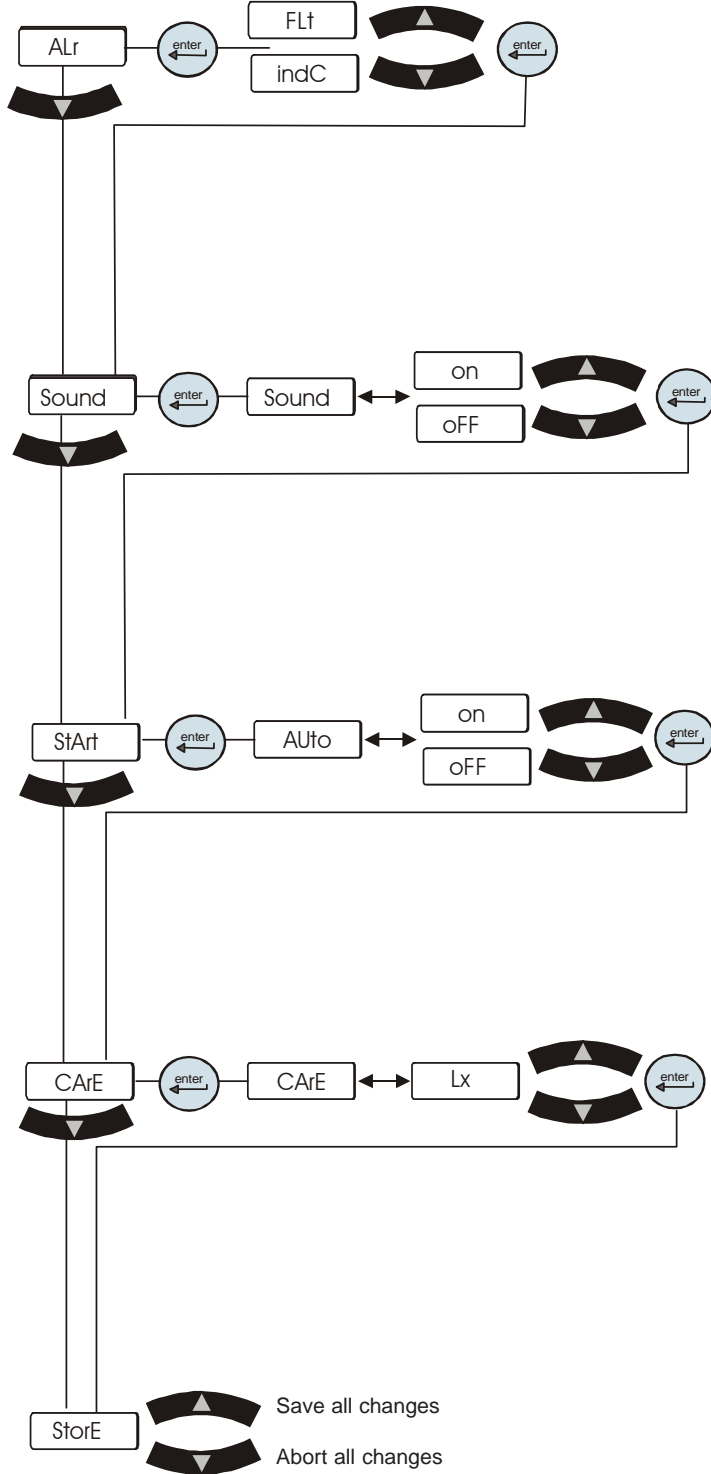 FLt
ALr
enter
enter
indC
on
Sound
enter
Sound
enter
oFF
on
StArt
enter
AUto
enter
oFF
CArE
enter
CArE
Lx
enter
Save all changes
StorE
Abort all changes